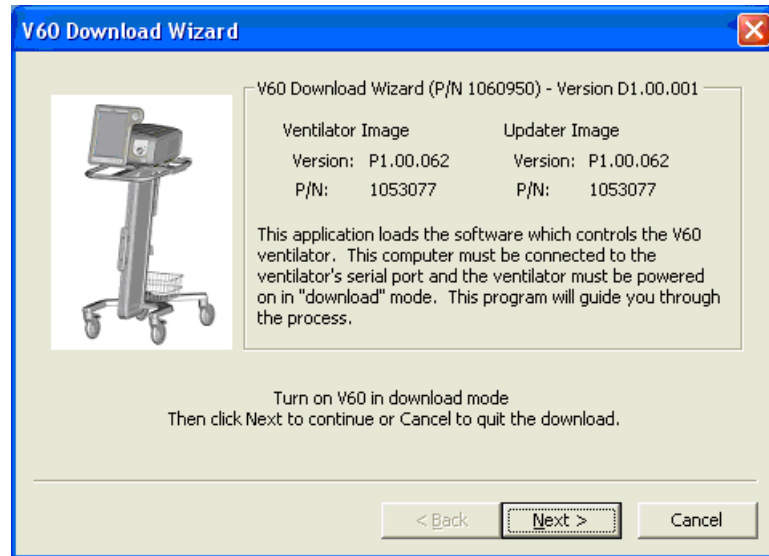 V60 Download Wizard
V60 Download Wizard (P/N 1060950) - Version D1.00.001
Ventilator Image Updater Image
Version: P1.00.062 Version: P1.00.062
P/N: 1053077 P/N: 1053077
This application loads the software which controls the V60
ventilator. This computer must be connected to the
ventilator's serial port and the ventilator must be powered
on in "download" mode. This program will guide you through
the process.
Turn on V60 in download mode
Then click Next to continue or Cancel to quit the download.
< Back Next > Cancel